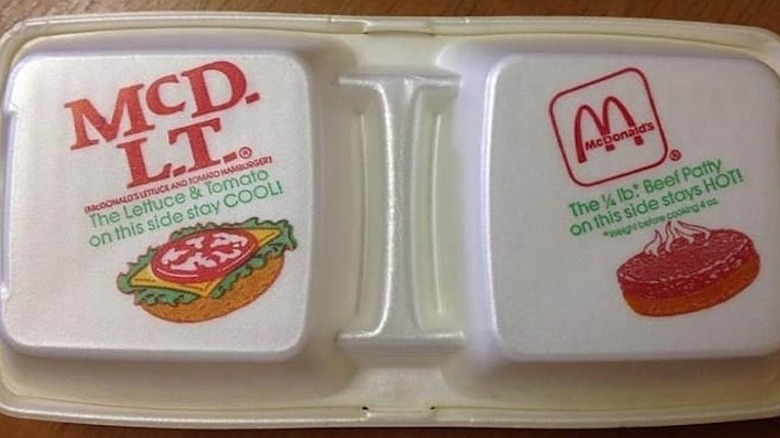 McD.
L.T.®
(McDONALD'S LETTUCE AND TOMATO HAMBURGER)
The Lettuce & Tomato
on this side stay COOL!
McDonald's
®
The ¼ lb.* Beef Patty
on this side stays HOT!
*Weight before cooking 4 oz.